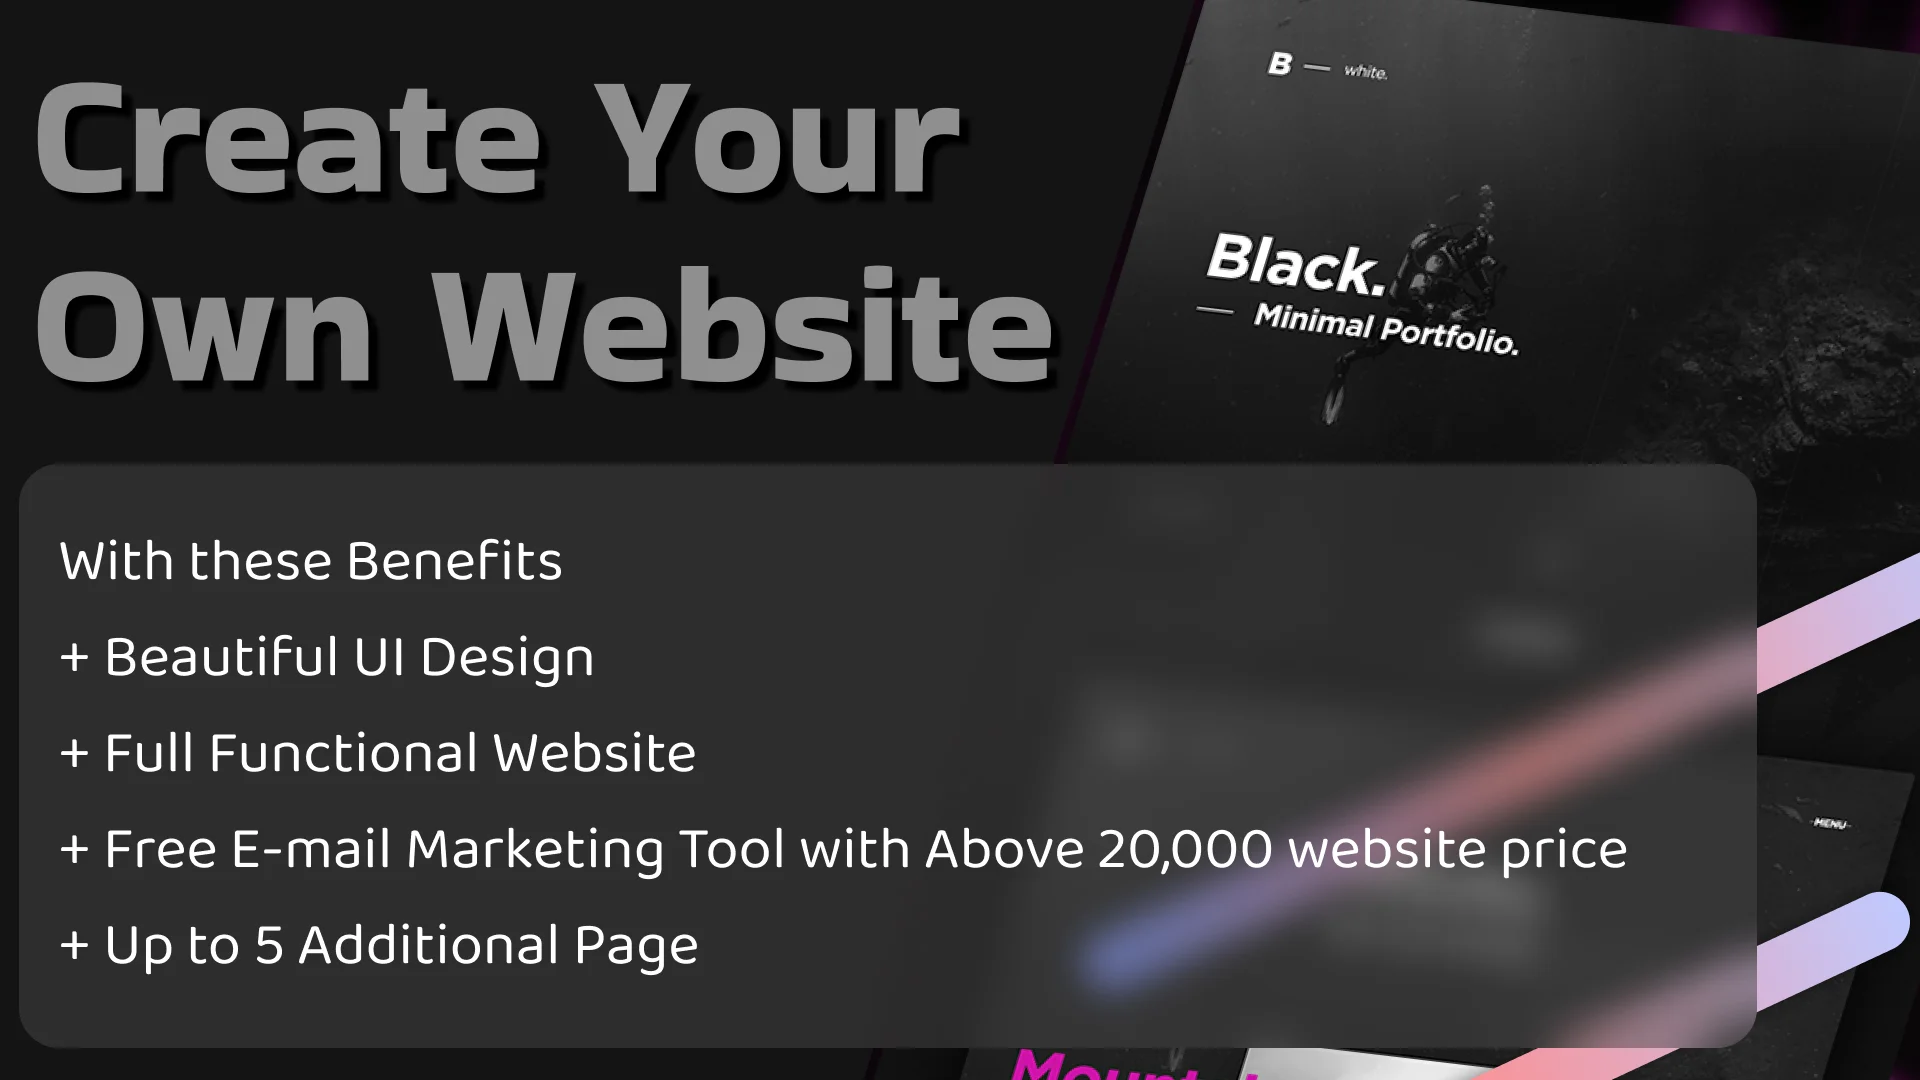 Create Your
Own Website
B — white.
Black.
— Minimal Portfolio.
With these Benefits
+ Beautiful UI Design
+ Full Functional Website
+ Free E-mail Marketing Tool with Above 20,000 website price
+ Up to 5 Additional Page
MENU